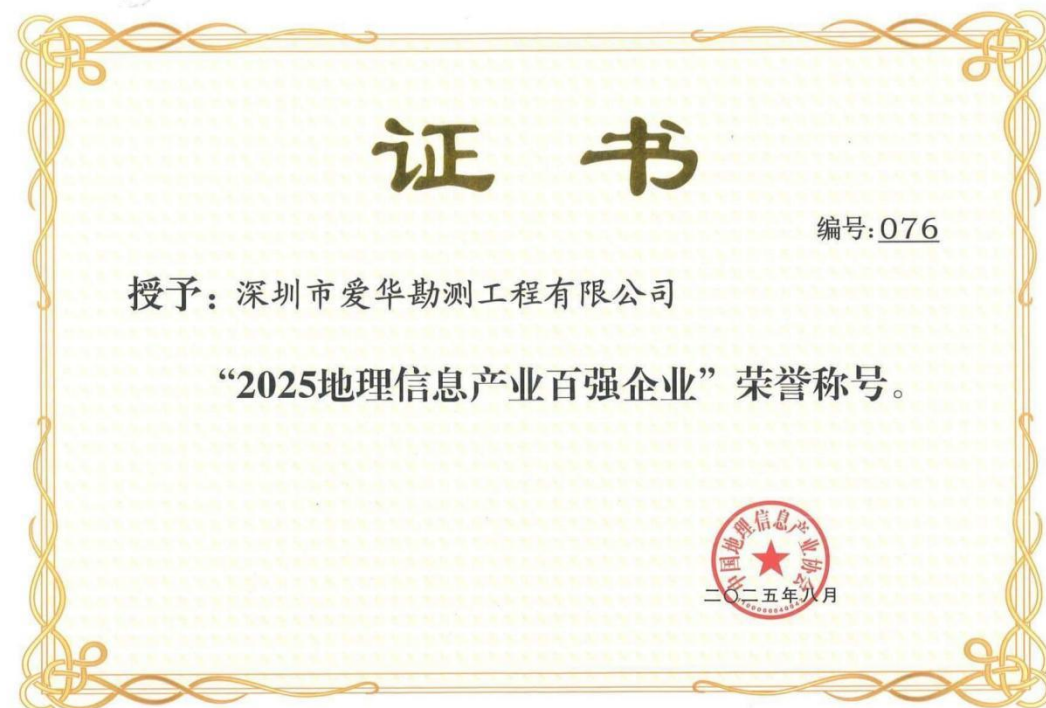 证 书
编号:076
授予：深圳市爱华勘测工程有限公司
“2025地理信息产业百强企业”荣誉称号。
中国地理信息产业协会
二〇二五年八月